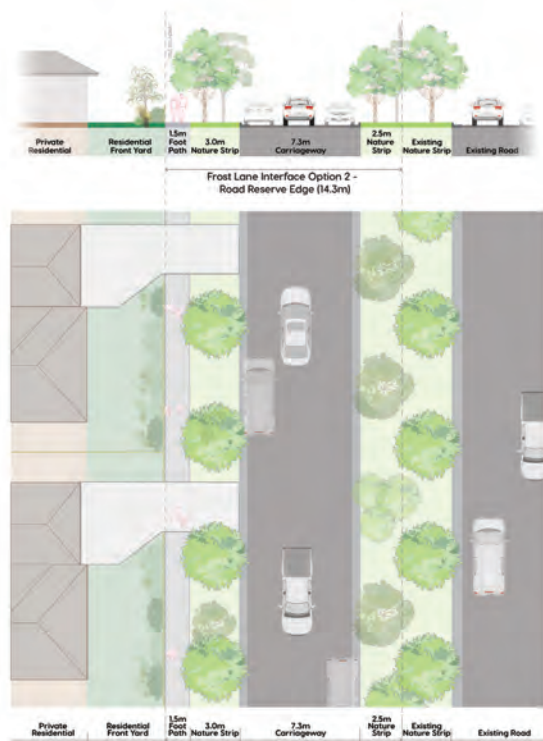 Private
Residential
Residential
Front Yard
1.5m
Foot
Path
3.0m
Nature Strip
7.3m
Carriageway
2.5m
Nature
Strip
Existing
Nature Strip
Existing Road
Frost Lane Interface Option 2 -
Road Reserve Edge (14.3m)
Private
Residential
Residential
Front Yard
1.5m
Foot
Path
3.0m
Nature Strip
7.3m
Carriageway
2.5m
Nature
Strip
Existing
Nature Strip
Existing Road